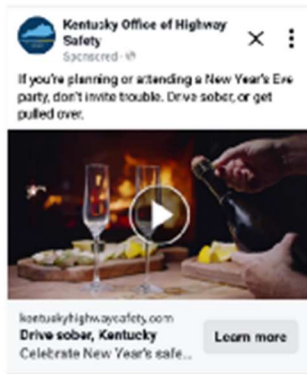 Kentucky Office of Highway
Safety
Sponsored ·
If you're planning or attending a New Year's Eve
party, don't invite trouble. Drive sober, or get
pulled over.
kentuckyhighwaysafety.com
Drive sober, Kentucky
Celebrate New Year's safe...
Learn more